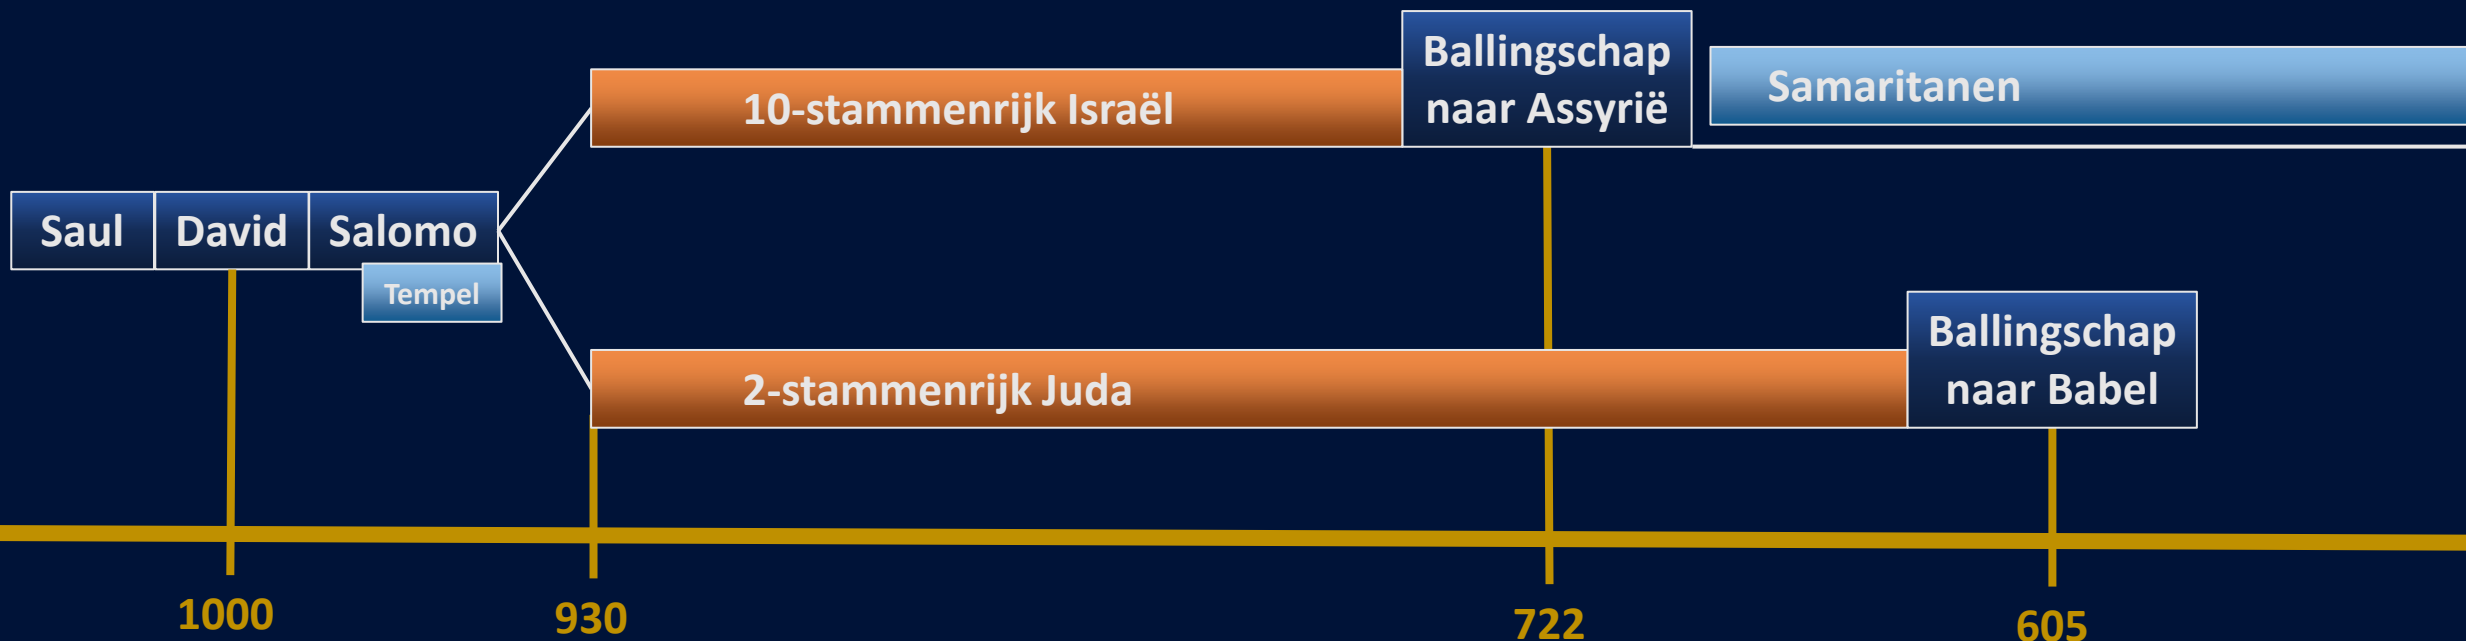 Ballingschap
naar Assyrië
Samaritanen
10-stammenrijk Israël
Saul
David
Salomo
Tempel
Ballingschap
naar Babel
2-stammenrijk Juda
1000
930
722
605